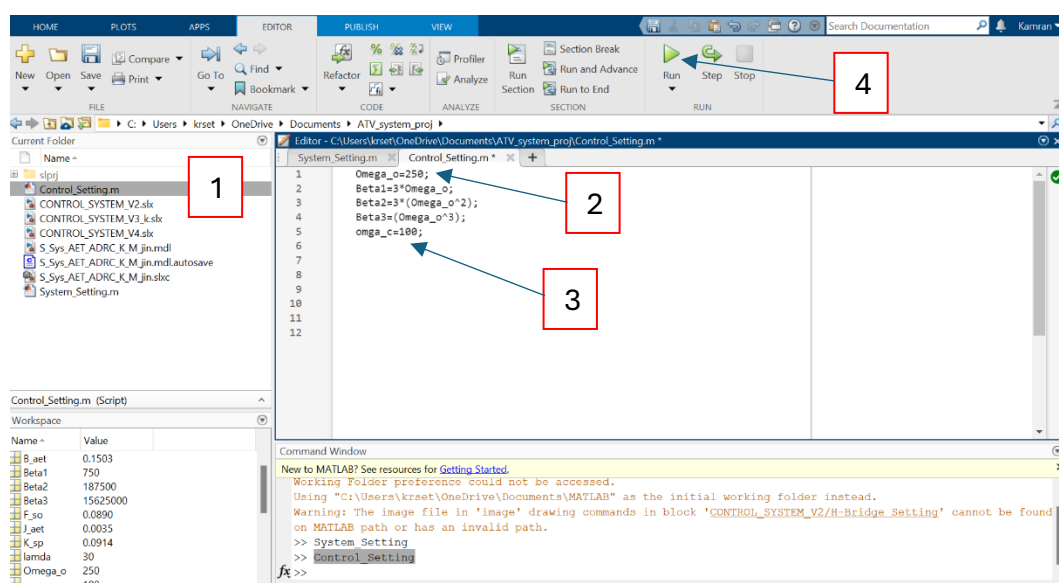 HOME PLOTS APPS EDITOR PUBLISH VIEW Search Documentation Kamran
New Open Save Compare Print Go To Find Bookmark Refactor Profiler Analyze Run Section Section Break Run and Advance Run to End Run Step Stop
FILE NAVIGATE CODE ANALYZE SECTION RUN
C: Users krset OneDrive Documents ATV_system_proj
Current Folder
Name
slprj
Control_Setting.m
CONTROL_SYSTEM_V2.slx
CONTROL_SYSTEM_V3_k.slx
CONTROL_SYSTEM_V4.slx
S_Sys_AET_ADRC_K_M_jin.mdl
S_Sys_AET_ADRC_K_M_jin.mdl.autosave
S_Sys_AET_ADRC_K_M_jin.slxc
System_Setting.m
1
Control_Setting.m (Script)
Workspace
Name Value
B_aet 0.1503
Beta1 750
Beta2 187500
Beta3 15625000
F_so 0.0890
J_aet 0.0035
K_sp 0.0914
lamda 30
Omega_o 250
Editor - C:\Users\krset\OneDrive\Documents\ATV_system_proj\Control_Setting.m *
System_Setting.m Control_Setting.m *
1 Omega_o=250;
2 Beta1=3*Omega_o;
3 Beta2=3*(Omega_o^2);
4 Beta3=(Omega_o^3);
5 omga_c=100;
6
7
8
9
10
11
12
2
3
4
Command Window
New to MATLAB? See resources for Getting Started.
Working Folder preference could not be accessed.
Using "C:\Users\krset\OneDrive\Documents\MATLAB" as the initial working folder instead.
Warning: The image file in 'image' drawing commands in block 'CONTROL_SYSTEM_V2/H-Bridge Setting' cannot be found
on MATLAB path or has an invalid path.
>> System_Setting
>> Control_Setting
fx >>